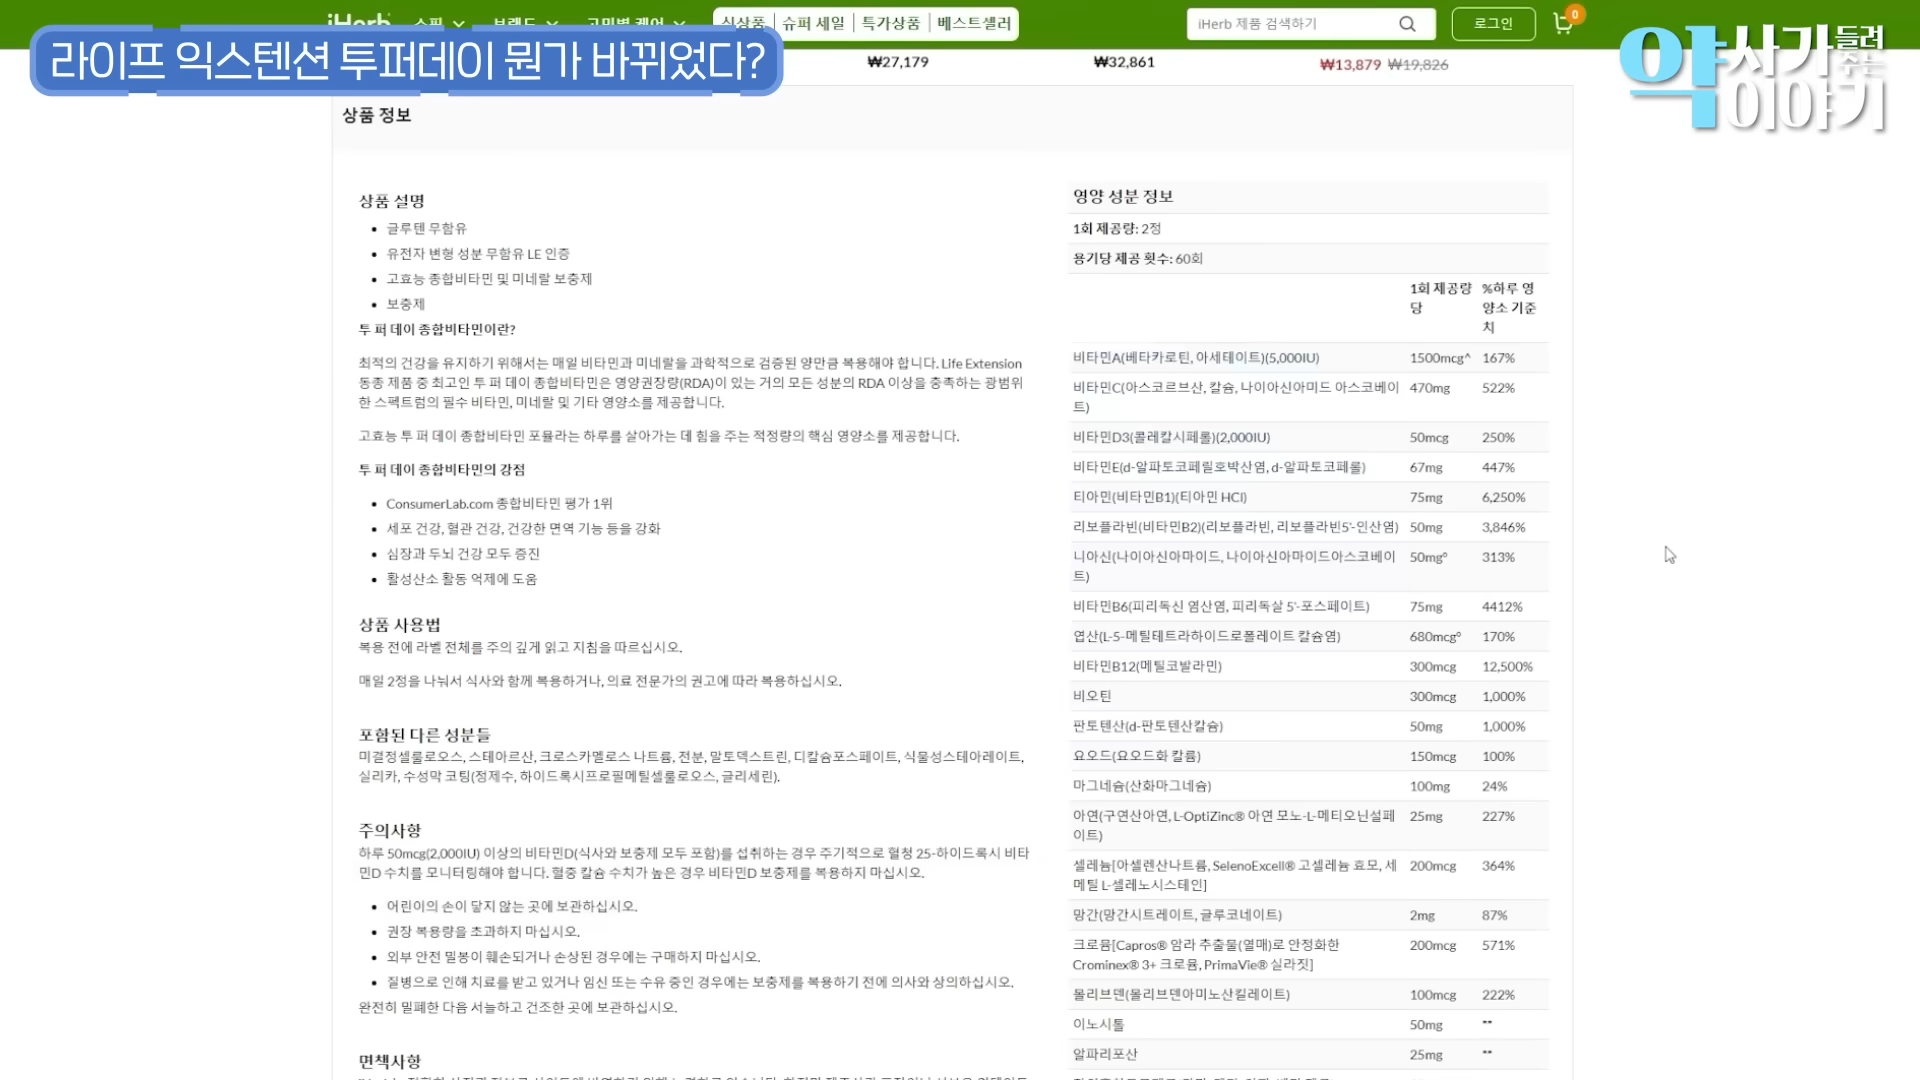 iHerb 쇼핑 브랜드 고민별 케어 신상품 슈퍼 세일 특가상품 베스트셀러 iHerb 제품 검색하기 로그인 0
라이프 익스텐션 투퍼데이 뭔가 바뀌었다?
약사가 들려주는 이야기
₩27,179 ₩32,861 ₩13,879 ₩19,826
상품 정보
상품 설명
글루텐 무함유
유전자 변형 성분 무함유 LE 인증
고효능 종합비타민 및 미네랄 보충제
보충제
투 퍼 데이 종합비타민이란?
최적의 건강을 유지하기 위해서는 매일 비타민과 미네랄을 과학적으로 검증된 양만큼 복용해야 합니다. Life Extension
동종 제품 중 최고인 투 퍼 데이 종합비타민은 영양권장량(RDA)이 있는 거의 모든 성분의 RDA 이상을 충족하는 광범위
한 스펙트럼의 필수 비타민, 미네랄 및 기타 영양소를 제공합니다.
고효능 투 퍼 데이 종합비타민 포뮬라는 하루를 살아가는 데 힘을 주는 적정량의 핵심 영양소를 제공합니다.
투 퍼 데이 종합비타민의 강점
ConsumerLab.com 종합비타민 평가 1위
세포 건강, 혈관 건강, 건강한 면역 기능 등을 강화
심장과 두뇌 건강 모두 증진
활성산소 활동 억제에 도움
상품 사용법
복용 전에 라벨 전체를 주의 깊게 읽고 지침을 따르십시오.
매일 2정을 나눠서 식사와 함께 복용하거나, 의료 전문가의 권고에 따라 복용하십시오.
포함된 다른 성분들
미결정셀룰로오스, 스테아르산, 크로스카멜로스 나트륨, 전분, 말토덱스트린, 디칼슘포스페이트, 식물성스테아레이트,
실리카, 수성막 코팅(정제수, 하이드록시프로필메틸셀룰로오스, 글리세린).
주의사항
하루 50mcg(2,000IU) 이상의 비타민D(식사와 보충제 모두 포함)를 섭취하는 경우 주기적으로 혈청 25-하이드록시 비타
민D 수치를 모니터링해야 합니다. 혈중 칼슘 수치가 높은 경우 비타민D 보충제를 복용하지 마십시오.
어린이의 손이 닿지 않는 곳에 보관하십시오.
권장 복용량을 초과하지 마십시오.
외부 안전 밀봉이 훼손되거나 손상된 경우에는 구매하지 마십시오.
질병으로 인해 치료를 받고 있거나 임신 또는 수유 중인 경우에는 보충제를 복용하기 전에 의사와 상의하십시오.
완전히 밀폐한 다음 서늘하고 건조한 곳에 보관하십시오.
면책사항
영양 성분 정보
1회 제공량: 2정
용기당 제공 횟수: 60회
1회 제공량 %하루 영
당 양소 기준
치
비타민A(베타카로틴, 아세테이트)(5,000IU) 1500mcg^ 167%
비타민C(아스코르브산, 칼슘, 나이아신아미드 아스코베이 470mg 522%
트)
비타민D3(콜레칼시페롤)(2,000IU) 50mcg 250%
비타민E(d-알파토코페릴호박산염, d-알파토코페롤) 67mg 447%
티아민(비타민B1)(티아민 HCl) 75mg 6,250%
리보플라빈(비타민B2)(리보플라빈, 리보플라빈5'-인산염) 50mg 3,846%
니아신(나이아신아마이드, 나이아신아마이드아스코베이 50mg° 313%
트)
비타민B6(피리독신 염산염, 피리독살 5'-포스페이트) 75mg 4412%
엽산(L-5-메틸테트라하이드로폴레이트 칼슘염) 680mcg° 170%
비타민B12(메틸코발라민) 300mcg 12,500%
비오틴 300mcg 1,000%
판토텐산(d-판토텐산칼슘) 50mg 1,000%
요오드(요오드화 칼륨) 150mcg 100%
마그네슘(산화마그네슘) 100mg 24%
아연(구연산아연, L-OptiZinc® 아연 모노-L-메티오닌설페 25mg 227%
이트)
셀레늄[아셀렌산나트륨, SelenoExcell® 고셀레늄 효모, 세 200mcg 364%
메틸 L-셀레노시스테인]
망간(망간시트레이트, 글루코네이트) 2mg 87%
크로뮴[Capros® 암라 추출물(열매)로 안정화한 200mcg 571%
Crominex® 3+ 크로뮴, PrimaVie® 실라짓]
몰리브덴(몰리브덴아미노산킬레이트) 100mcg 222%
이노시톨 50mg **
알파리포산 25mg **